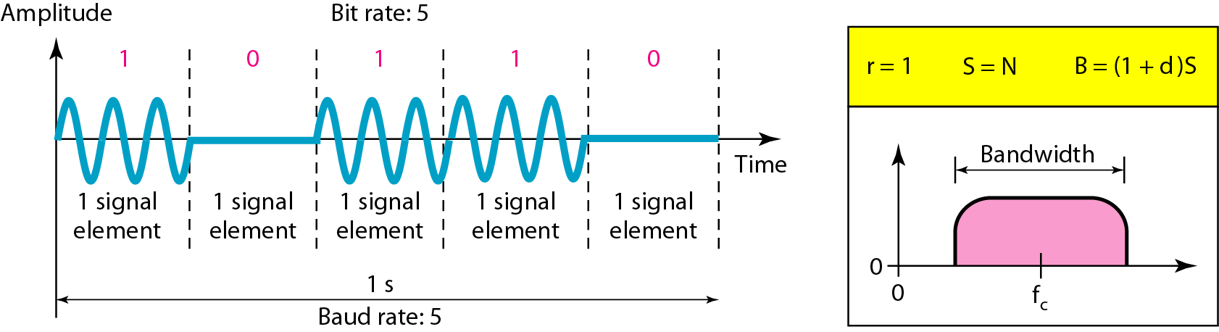 Amplitude
Bit rate: 5
1 0 1 1 0
Time
1 signal
element
1 signal
element
1 signal
element
1 signal
element
1 signal
element
1 s
Baud rate: 5
r = 1 S = N B = (1 + d)S
Bandwidth
0
0
fc